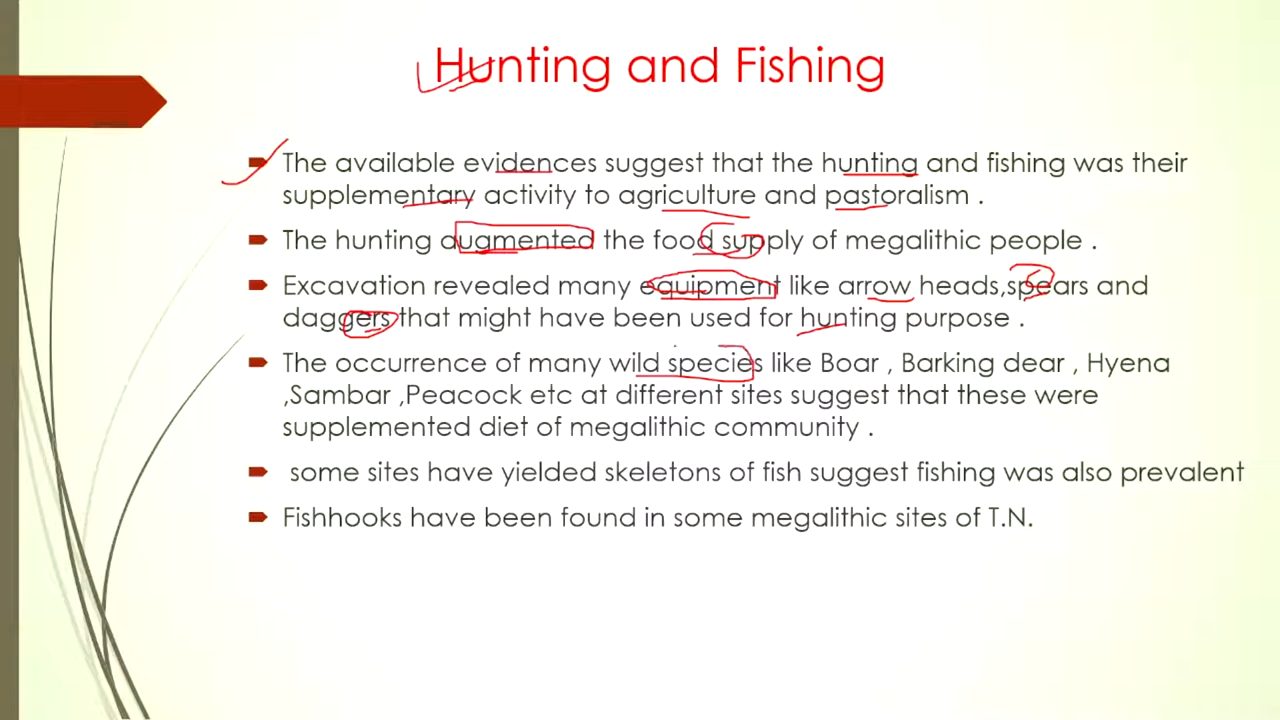 Hunting and Fishing
The available evidences suggest that the hunting and fishing was their
supplementary activity to agriculture and pastoralism .
The hunting augmented the food supply of megalithic people .
Excavation revealed many equipment like arrow heads,spears and
daggers that might have been used for hunting purpose .
The occurrence of many wild species like Boar , Barking dear , Hyena
,Sambar ,Peacock etc at different sites suggest that these were
supplemented diet of megalithic community .
some sites have yielded skeletons of fish suggest fishing was also prevalent
Fishhooks have been found in some megalithic sites of T.N.